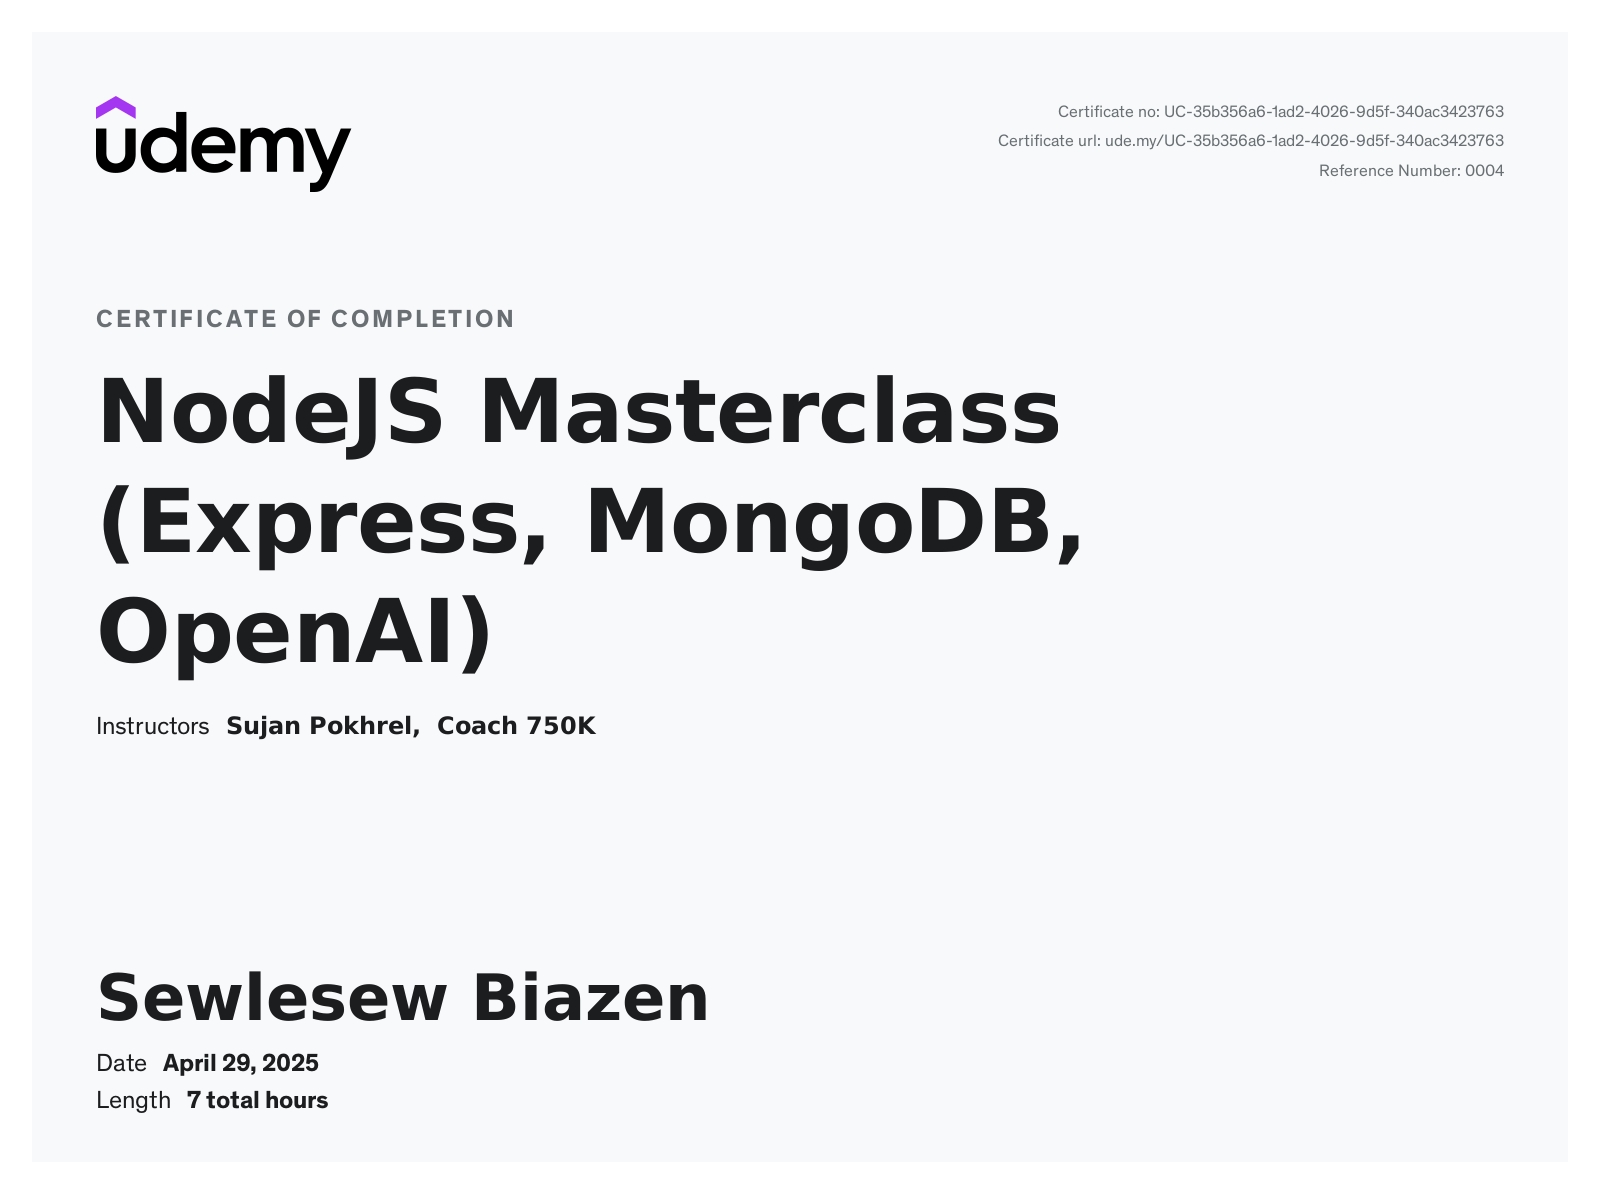 udemy
Certificate no: UC-35b356a6-1ad2-4026-9d5f-340ac3423763
Certificate url: ude.my/UC-35b356a6-1ad2-4026-9d5f-340ac3423763
Reference Number: 0004
CERTIFICATE OF COMPLETION
NodeJS Masterclass
(Express, MongoDB,
OpenAI)
Instructors Sujan Pokhrel, Coach 750K
Sewlesew Biazen
Date April 29, 2025
Length 7 total hours